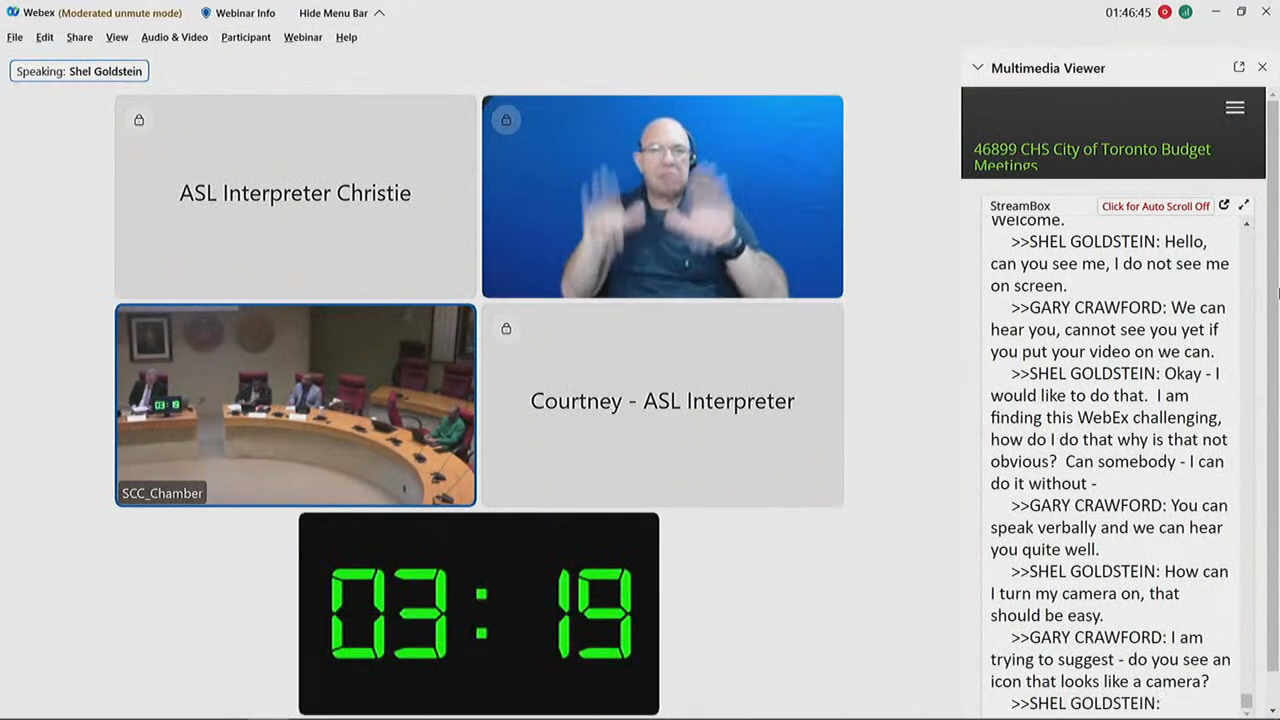 Webex (Moderated unmute mode) Webinar Info Hide Menu Bar 01:46:45
File Edit Share View Audio & Video Participant Webinar Help
Speaking: Shel Goldstein
ASL Interpreter Christie
SCC_Chamber
03:19
Courtney - ASL Interpreter
03: 19
Multimedia Viewer
46899 CHS City of Toronto Budget
Meetings
StreamBox Click for Auto Scroll Off
Welcome.
>>SHEL GOLDSTEIN: Hello,
can you see me, I do not see me
on screen.
>>GARY CRAWFORD: We can
hear you, cannot see you yet if
you put your video on we can.
>>SHEL GOLDSTEIN: Okay - I
would like to do that.  I am
finding this WebEx challenging,
how do I do that why is that not
obvious?  Can somebody - I can
do it without -
>>GARY CRAWFORD: You can
speak verbally and we can hear
you quite well.
>>SHEL GOLDSTEIN: How can
I turn my camera on, that
should be easy.
>>GARY CRAWFORD: I am
trying to suggest - do you see an
icon that looks like a camera?
>>SHEL GOLDSTEIN: